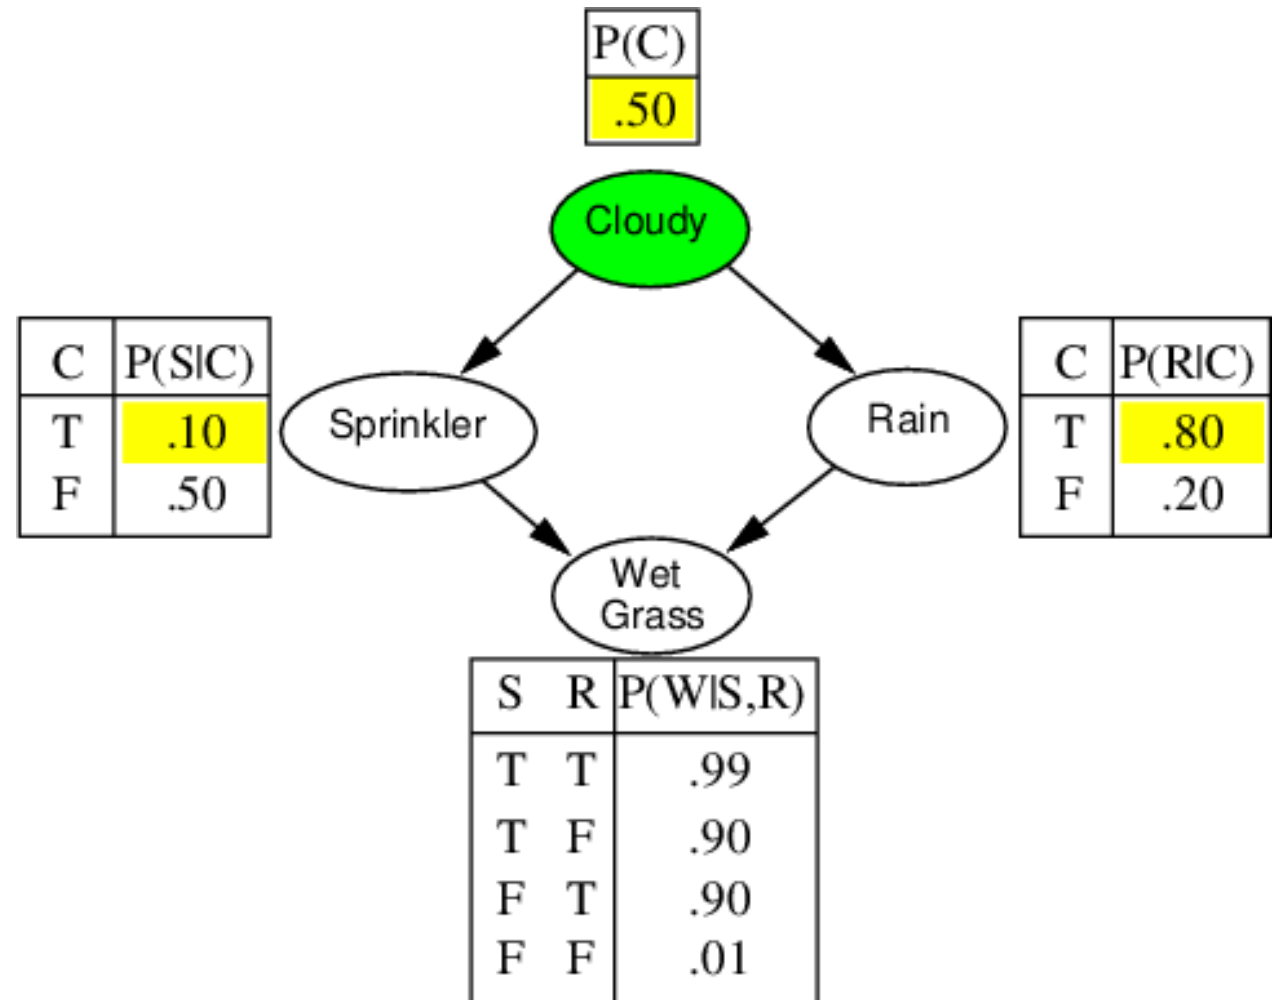 P(C)
.50
Cloudy
C P(S|C)
T .10
F .50
Sprinkler
Rain
C P(R|C)
T .80
F .20
Wet
Grass
S R P(W|S,R)
T T .99
T F .90
F T .90
F F .01